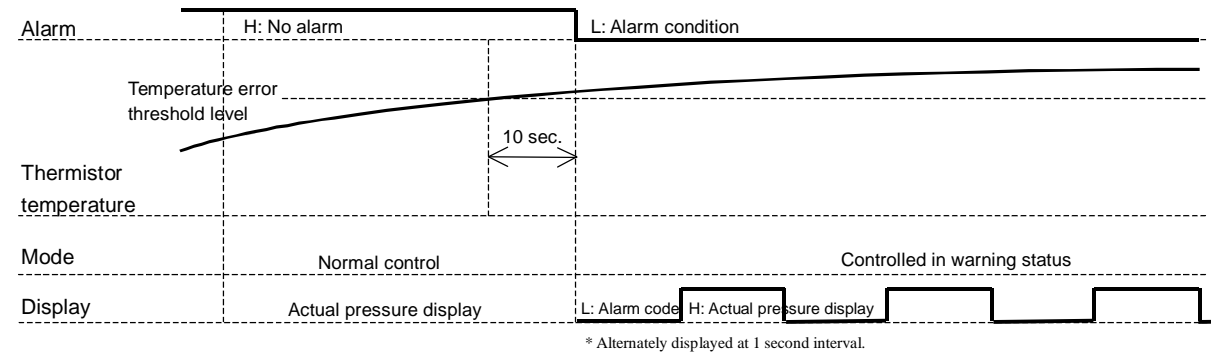 Alarm
H: No alarm
L: Alarm condition
Temperature error
threshold level
10 sec.
Thermistor
temperature
Mode
Normal control
Controlled in warning status
Display
Actual pressure display
L: Alarm code
H: Actual pressure display
* Alternately displayed at 1 second interval.